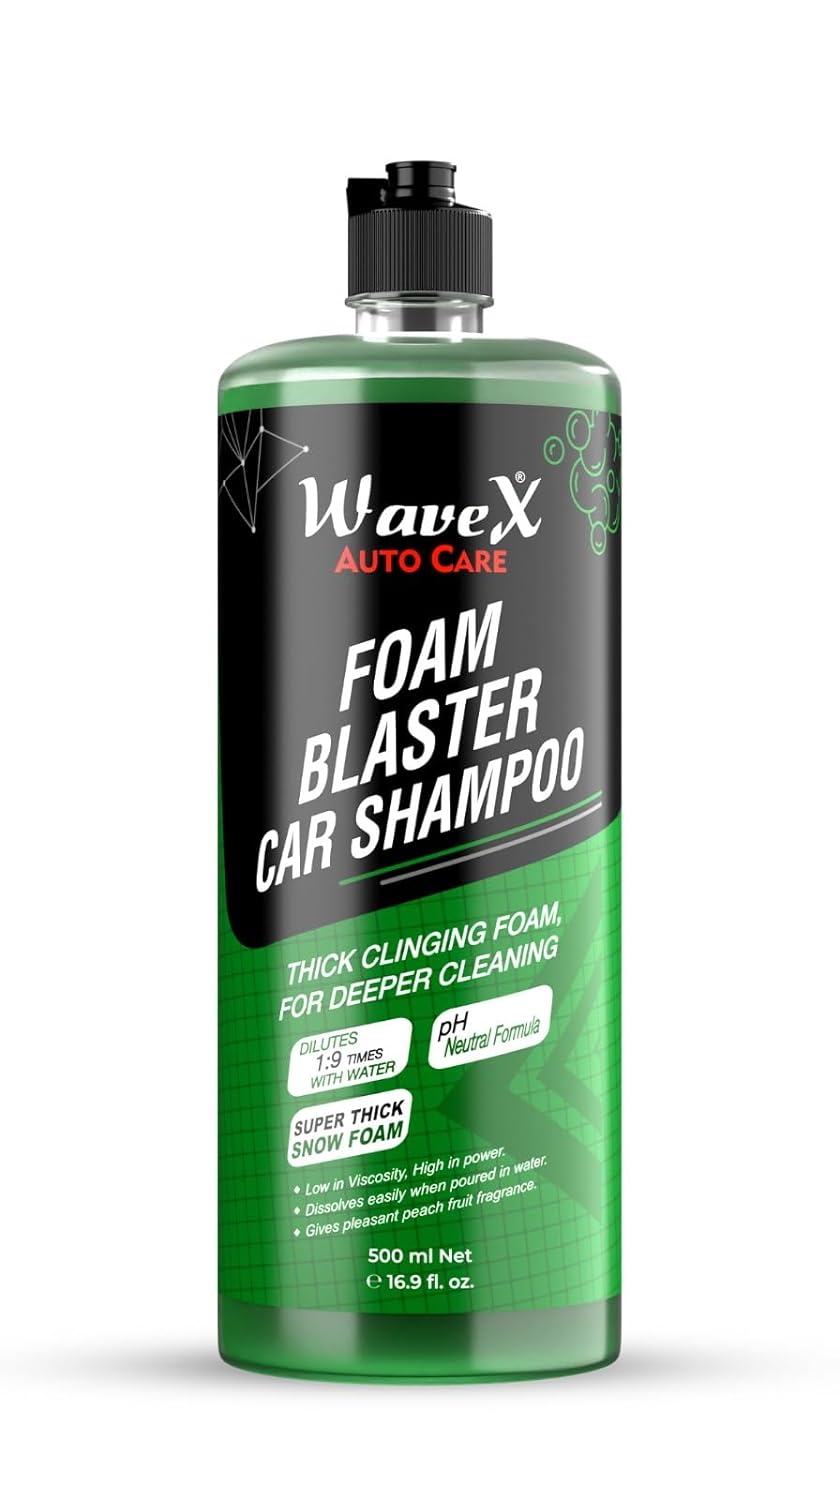 WaveX®
AUTO CARE
FOAM
BLASTER
CAR SHAMPOO
THICK CLINGING FOAM,
FOR DEEPER CLEANING
DILUTES
1:9 TIMES
WITH WATER
pH
Neutral Formula
SUPER THICK
SNOW FOAM
♦ Low in Viscosity, High in power.
♦ Dissolves easily when poured in water.
♦ Gives pleasant peach fruit fragrance.
500 ml Net
℮ 16.9 fl. oz.